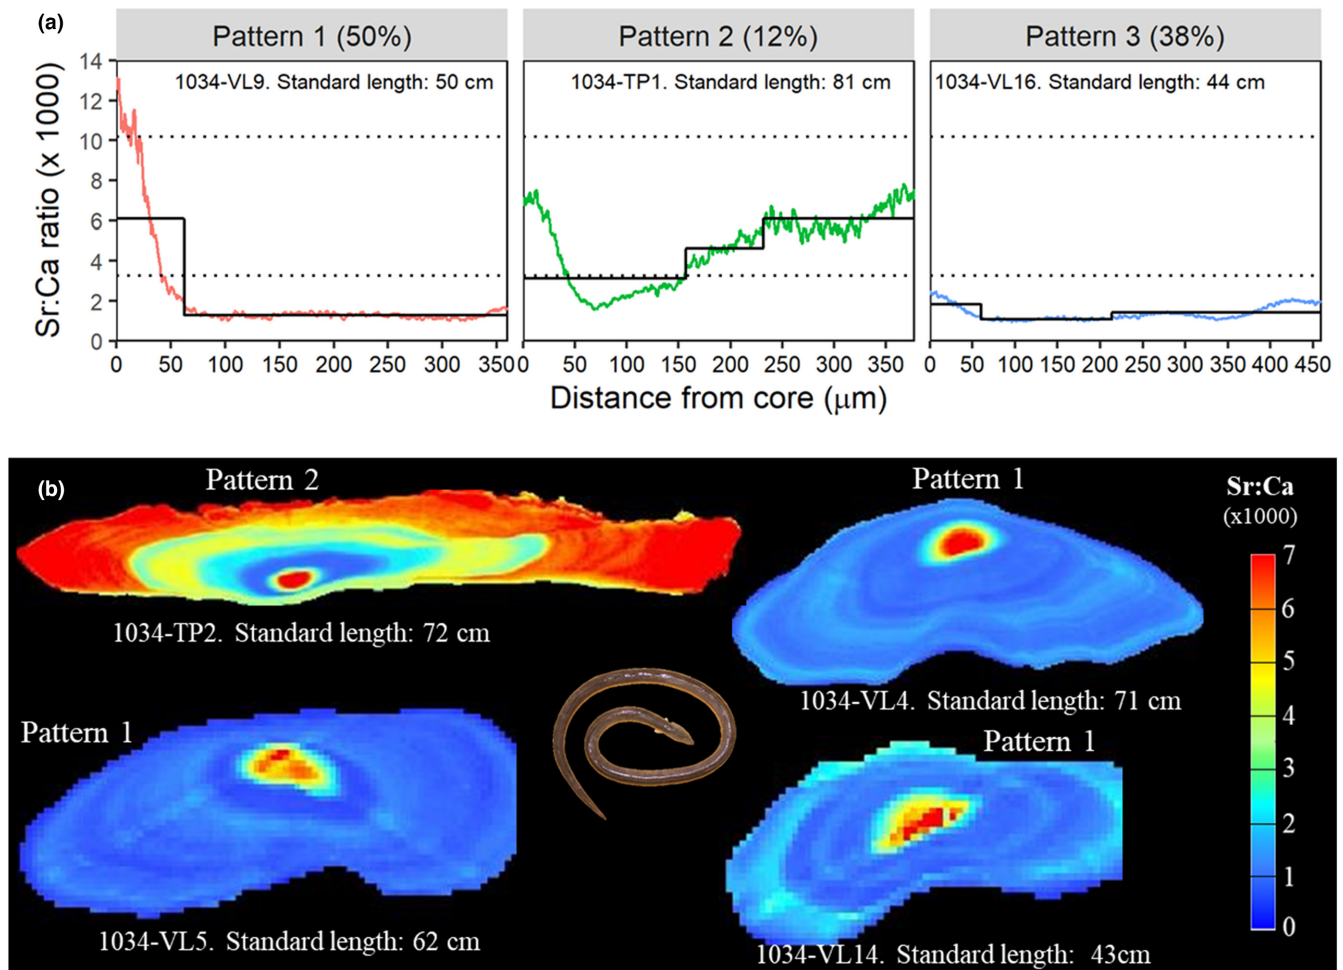 (a)
Pattern 1 (50%)
Pattern 2 (12%)
Pattern 3 (38%)
1034-VL9. Standard length: 50 cm
1034-TP1. Standard length: 81 cm
1034-VL16. Standard length: 44 cm
Sr:Ca ratio (x 1000)
14
12
10
8
6
4
2
0
0 50 100 150 200 250 300 350
0 50 100 150 200 250 300 350
0 50 100 150 200 250 300 350 400 450
Distance from core (μm)
(b)
Pattern 2
1034-TP2. Standard length: 72 cm
Pattern 1
1034-VL4. Standard length: 71 cm
Pattern 1
1034-VL5. Standard length: 62 cm
Pattern 1
1034-VL14. Standard length: 43cm
Sr:Ca
(x1000)
7
6
5
4
3
2
1
0